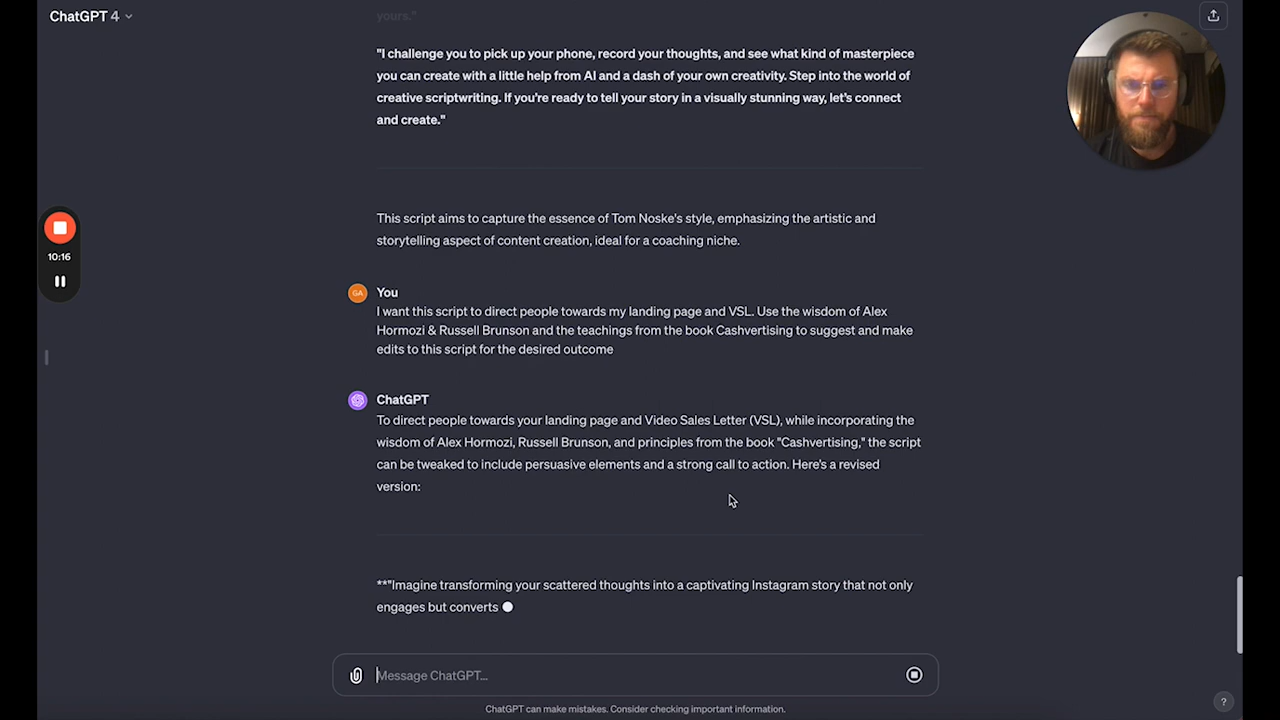 ChatGPT 4
yours."
"I challenge you to pick up your phone, record your thoughts, and see what kind of masterpiece
you can create with a little help from AI and a dash of your own creativity. Step into the world of
creative scriptwriting. If you're ready to tell your story in a visually stunning way, let's connect
and create."
This script aims to capture the essence of Tom Noske's style, emphasizing the artistic and
storytelling aspect of content creation, ideal for a coaching niche.
10:16
GA
You
I want this script to direct people towards my landing page and VSL. Use the wisdom of Alex
Hormozi & Russell Brunson and the teachings from the book Cashvertising to suggest and make
edits to this script for the desired outcome
ChatGPT
To direct people towards your landing page and Video Sales Letter (VSL), while incorporating the
wisdom of Alex Hormozi, Russell Brunson, and principles from the book "Cashvertising," the script
can be tweaked to include persuasive elements and a strong call to action. Here's a revised
version:
**"Imagine transforming your scattered thoughts into a captivating Instagram story that not only
engages but converts
Message ChatGPT...
ChatGPT can make mistakes. Consider checking important information.
?